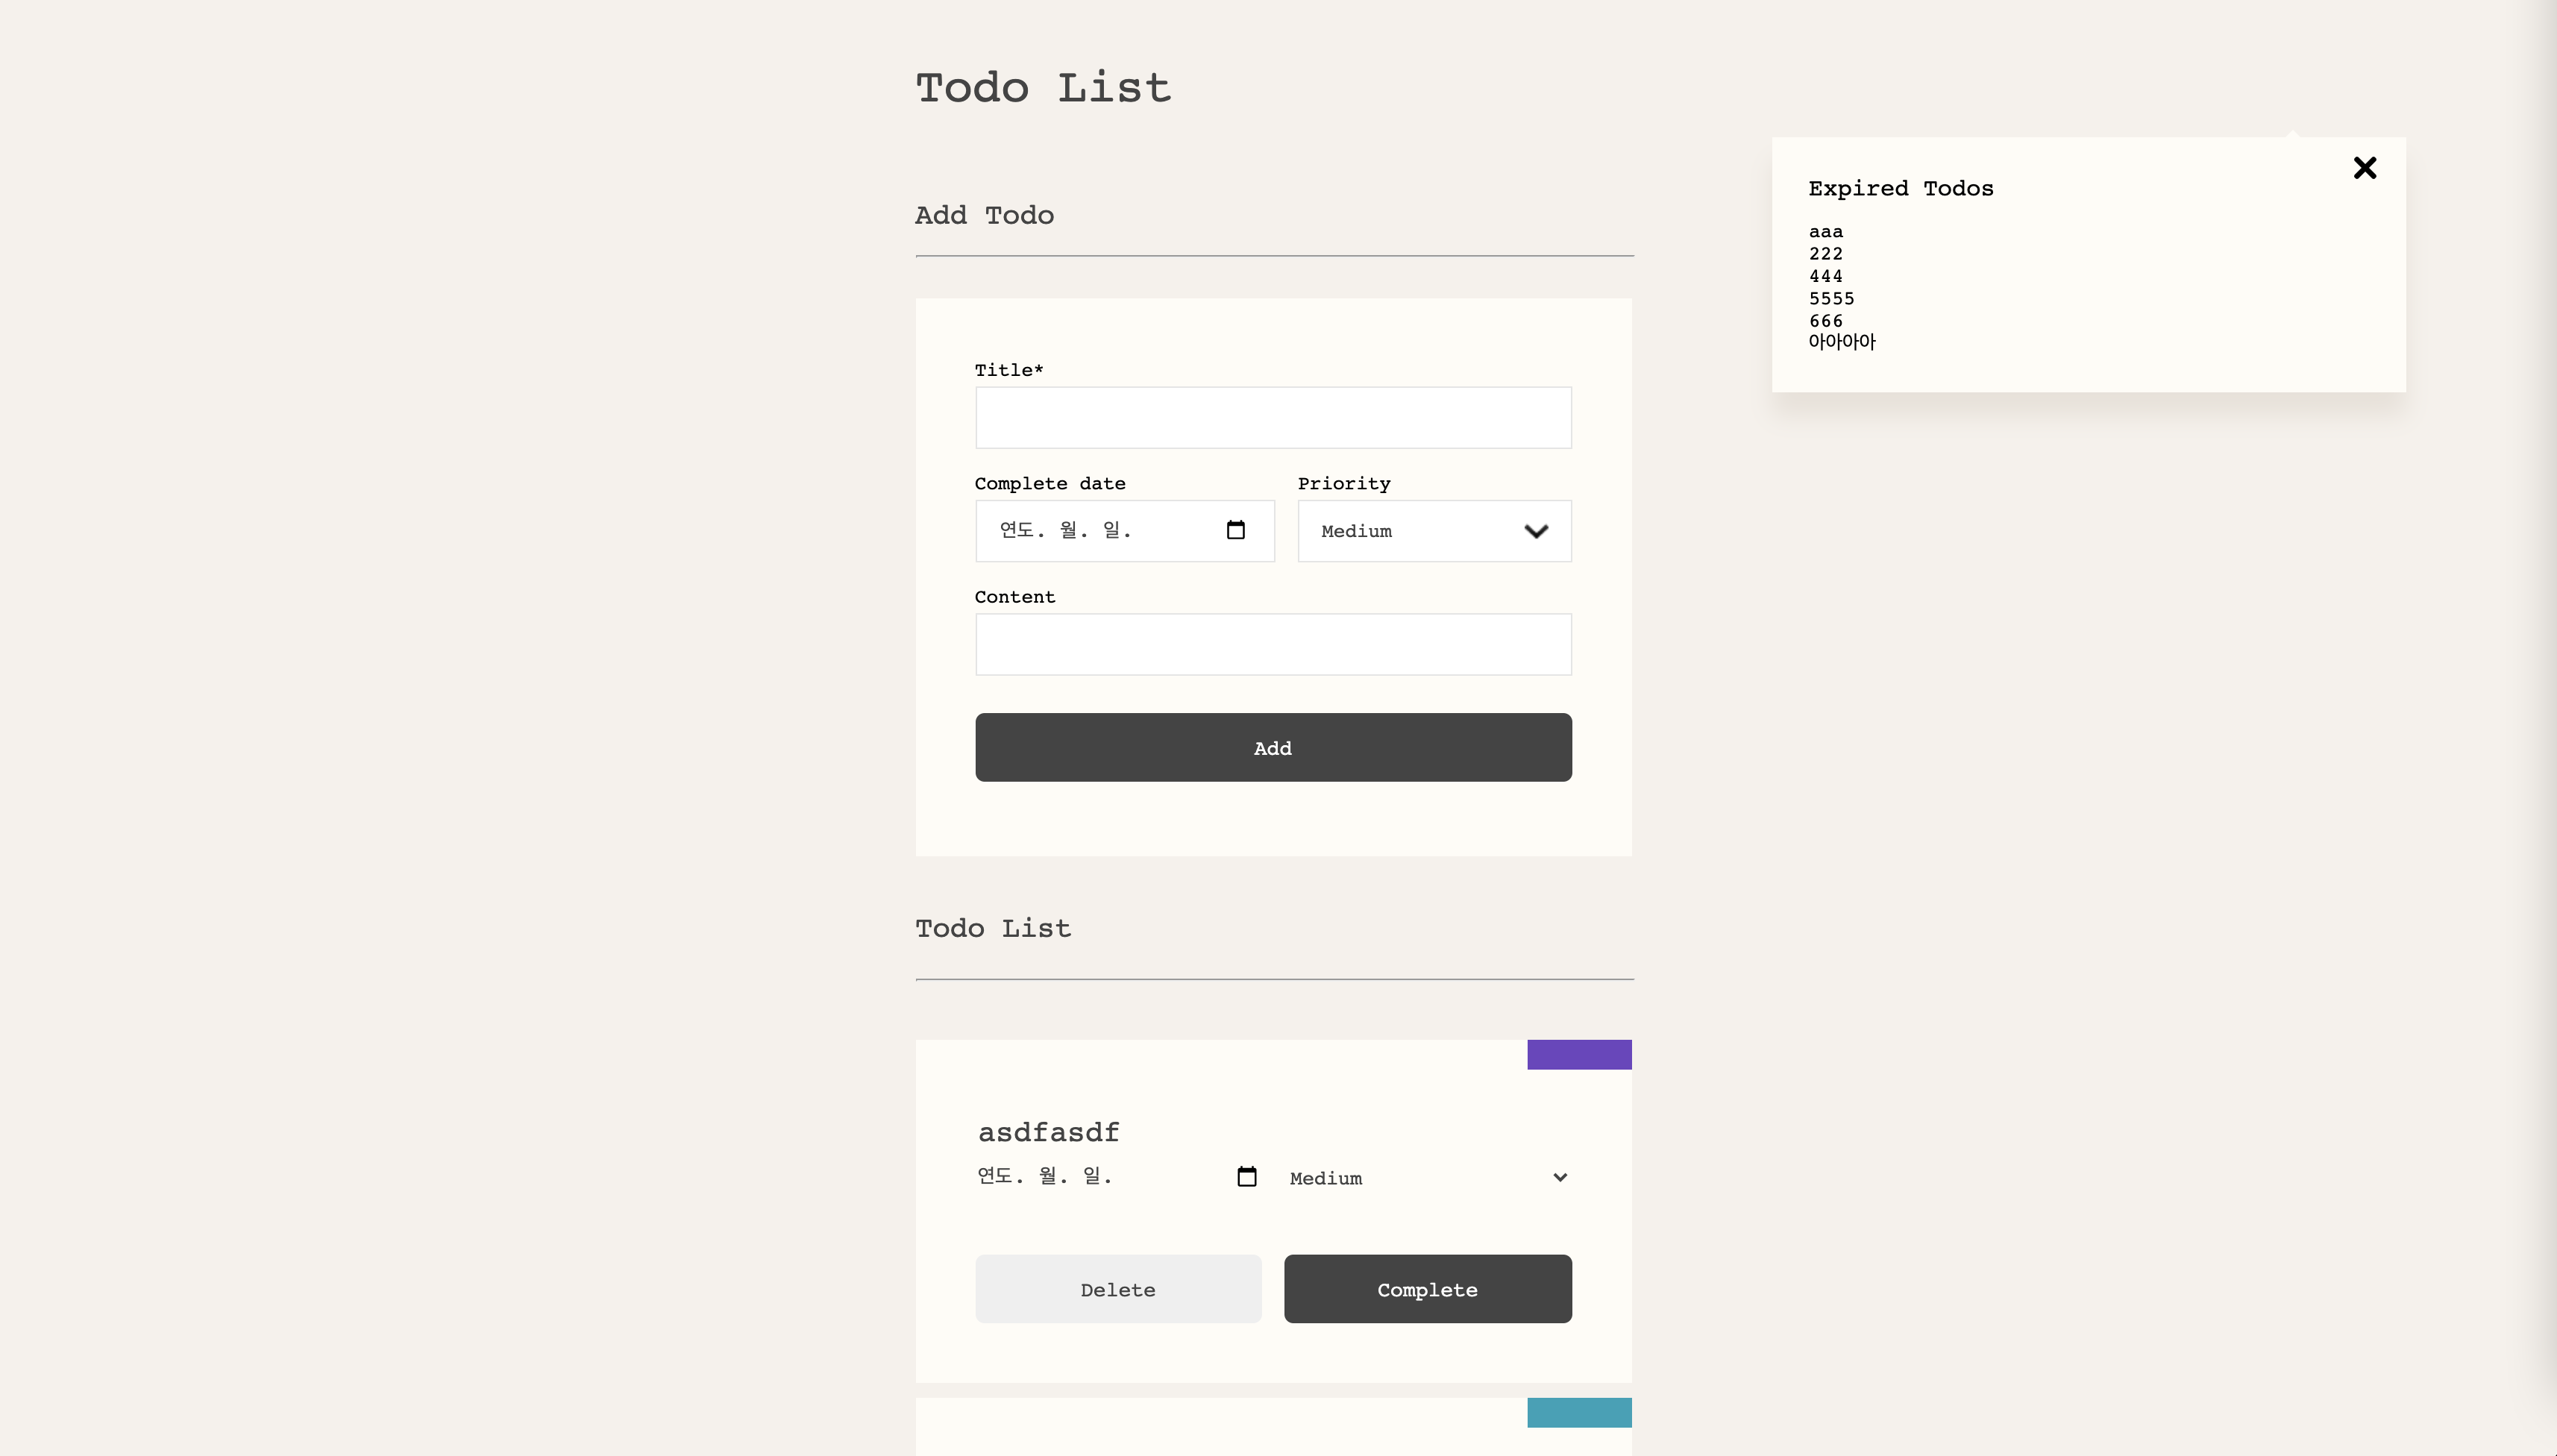 Todo List
Add Todo
Title*
Complete date
Priority
연도. 월. 일.
Medium
Content
Add
Todo List
asdfasdf
연도. 월. 일.
Medium
Delete
Complete
Expired Todos
aaa
222
444
5555
666
아아아아